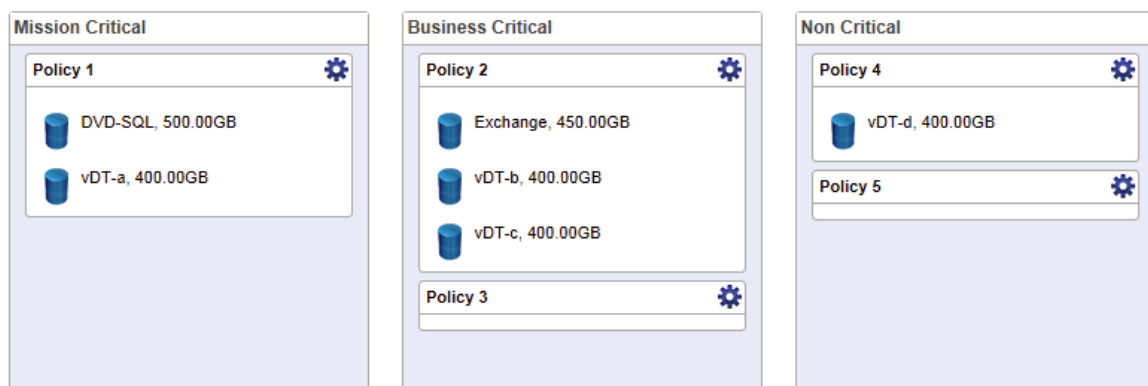 Mission Critical
Policy 1
DVD-SQL, 500.00GB
vDT-a, 400.00GB
Business Critical
Policy 2
Exchange, 450.00GB
vDT-b, 400.00GB
vDT-c, 400.00GB
Policy 3
Non Critical
Policy 4
vDT-d, 400.00GB
Policy 5